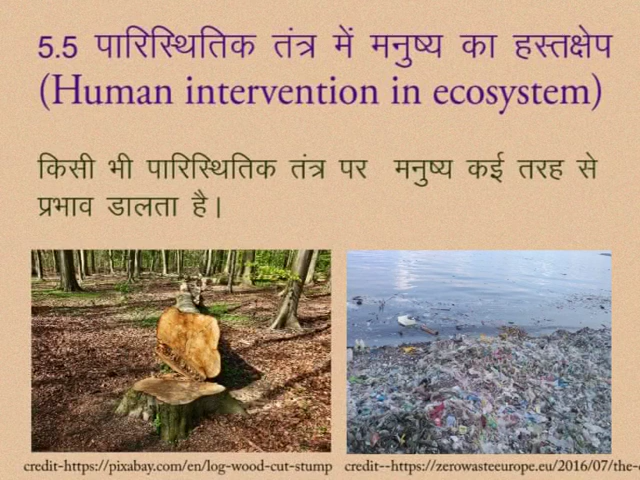 5.5 पारिस्थितिक तंत्र में मनुष्य का हस्तक्षेप
(Human intervention in ecosystem)
किसी भी पारिस्थितिक तंत्र पर मनुष्य कई तरह से
प्रभाव डालता है।
credit-https://pixabay.com/en/log-wood-cut-stump
credit--https://zerowasteeurope.eu/2016/07/the-